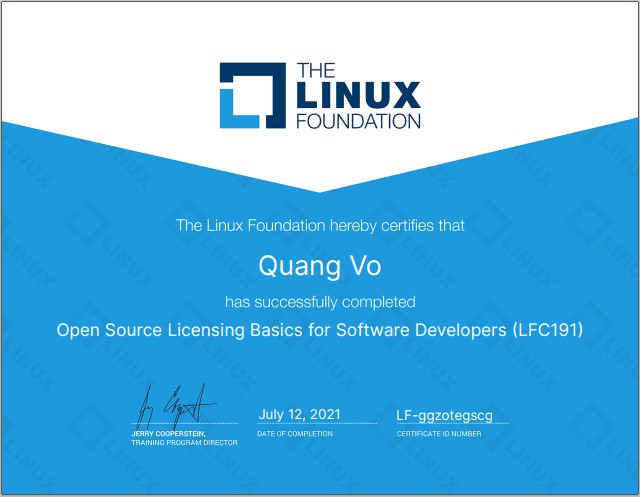 THE
LINUX
FOUNDATION
The Linux Foundation hereby certifies that
Quang Vo
has successfully completed
Open Source Licensing Basics for Software Developers (LFC191)
July 12, 2021
LF-ggzotegscg
JERRY COOPERSTEIN,
TRAINING PROGRAM DIRECTOR
DATE OF COMPLETION
CERTIFICATE ID NUMBER